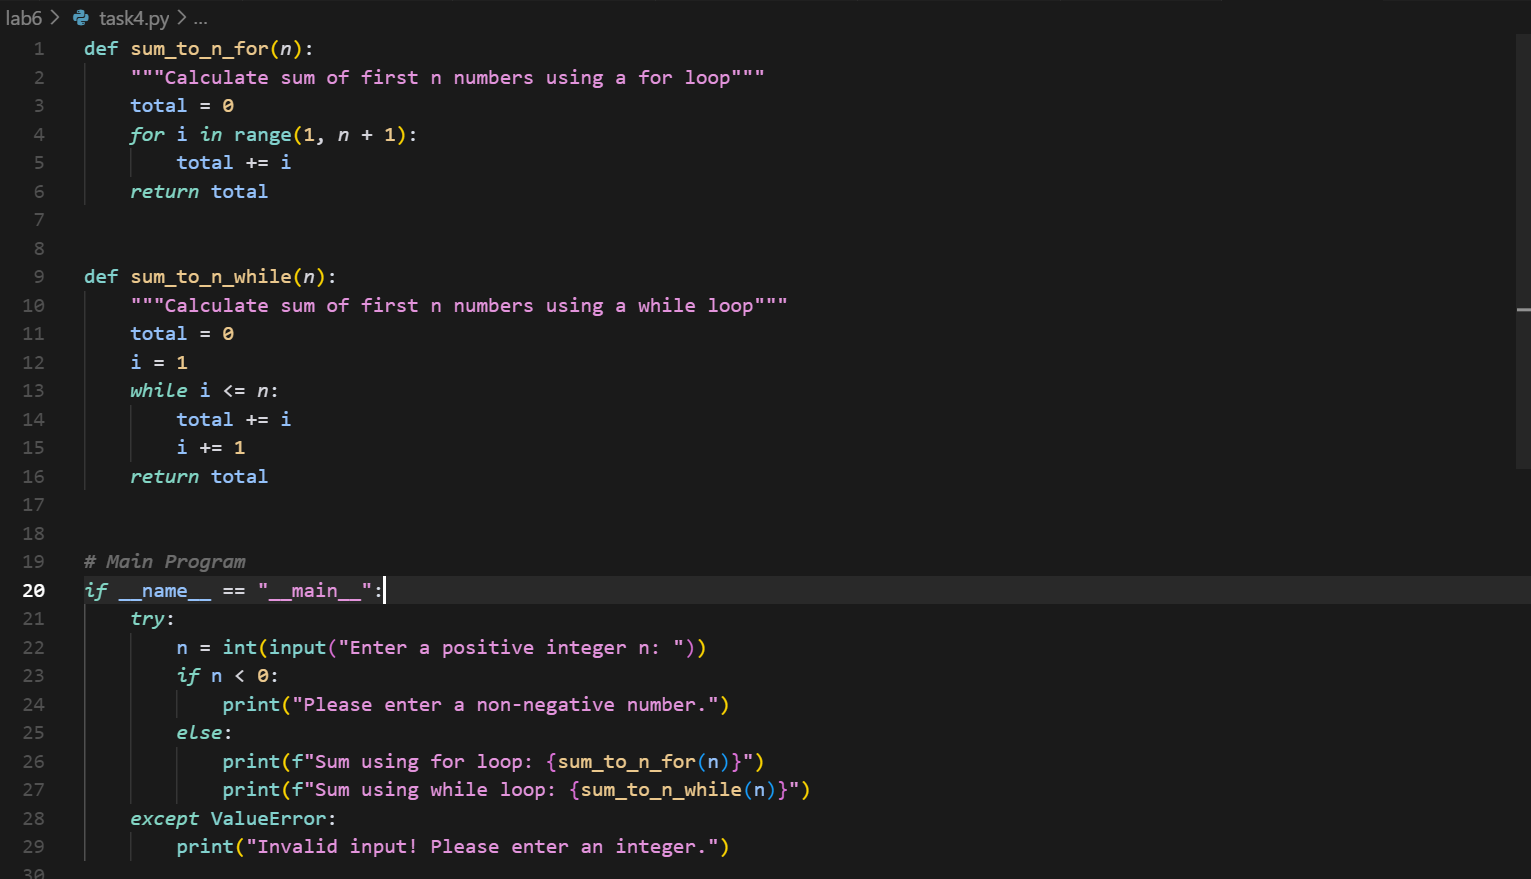 lab6 > task4.py > ...
1 def sum_to_n_for(n):
2     """Calculate sum of first n numbers using a for loop"""
3     total = 0
4     for i in range(1, n + 1):
5         total += i
6     return total
7
8
9 def sum_to_n_while(n):
10     """Calculate sum of first n numbers using a while loop"""
11     total = 0
12     i = 1
13     while i <= n:
14         total += i
15         i += 1
16     return total
17
18
19 # Main Program
20 if __name__ == "__main__":
21     try:
22         n = int(input("Enter a positive integer n: "))
23         if n < 0:
24             print("Please enter a non-negative number.")
25         else:
26             print(f"Sum using for loop: {sum_to_n_for(n)}")
27             print(f"Sum using while loop: {sum_to_n_while(n)}")
28     except ValueError:
29         print("Invalid input! Please enter an integer.")
30